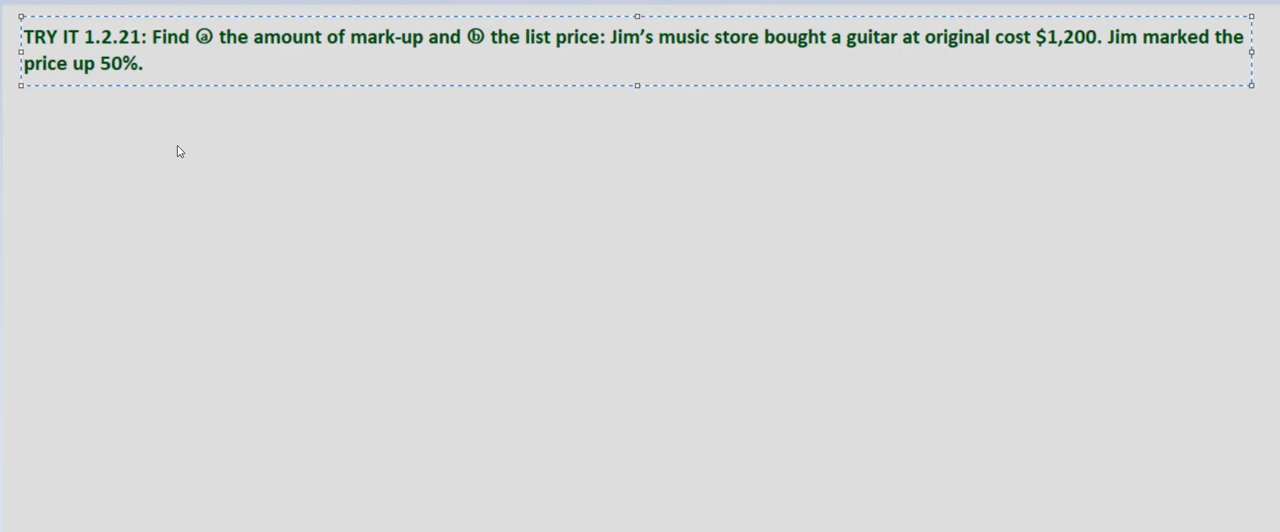 TRY IT 1.2.21: Find ⓐ the amount of mark-up and ⓑ the list price: Jim’s music store bought a guitar at original cost $1,200. Jim marked the
price up 50%.